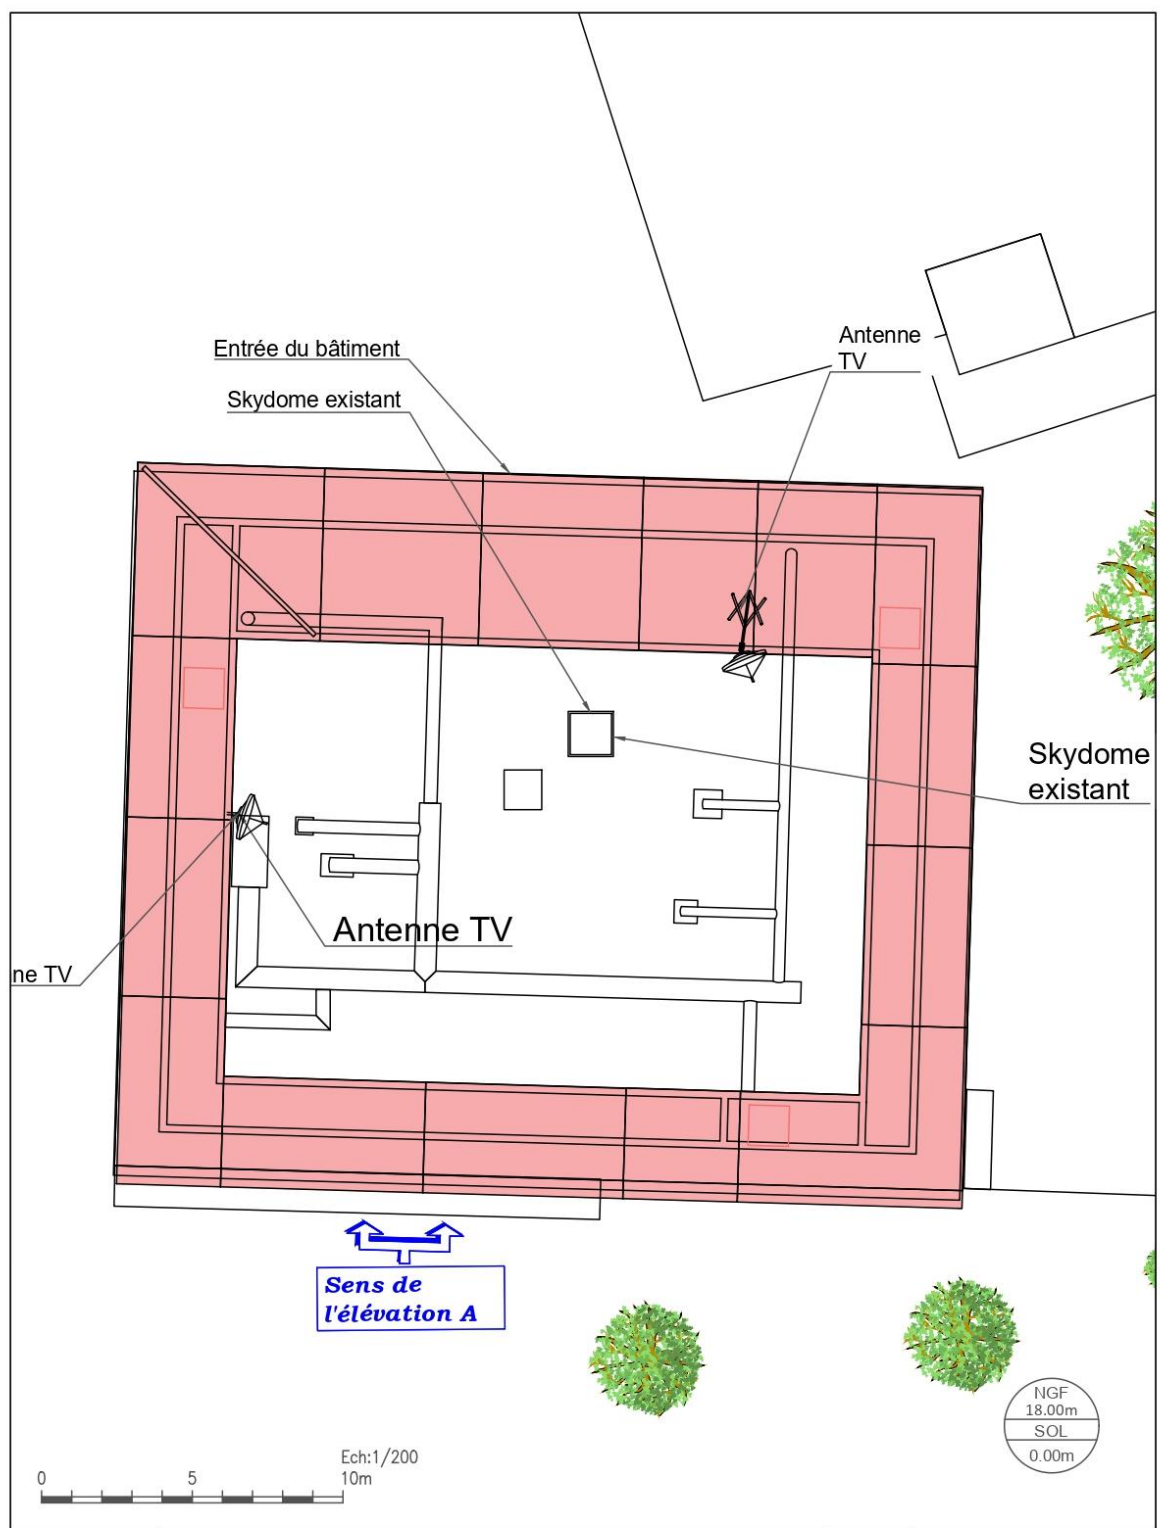 Entrée du bâtiment
Skydome existant
Antenne
TV
Skydome
existant
Antenne TV
ne TV
Sens de
l'élévation A
NGF
18.00m
SOL
0.00m
Ech:1/200
0 5 10m